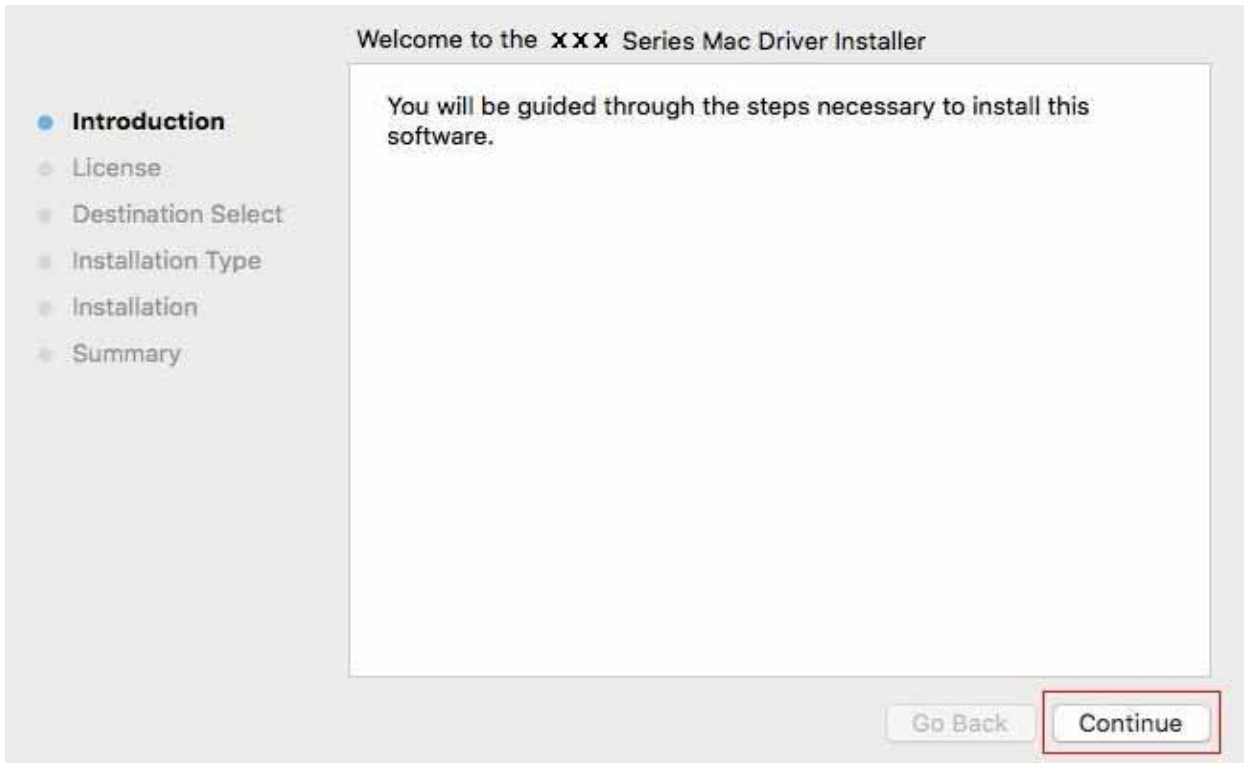 Welcome to the XXX Series Mac Driver Installer
Introduction
License
Destination Select
Installation Type
Installation
Summary
You will be guided through the steps necessary to install this
software.
Go Back
Continue